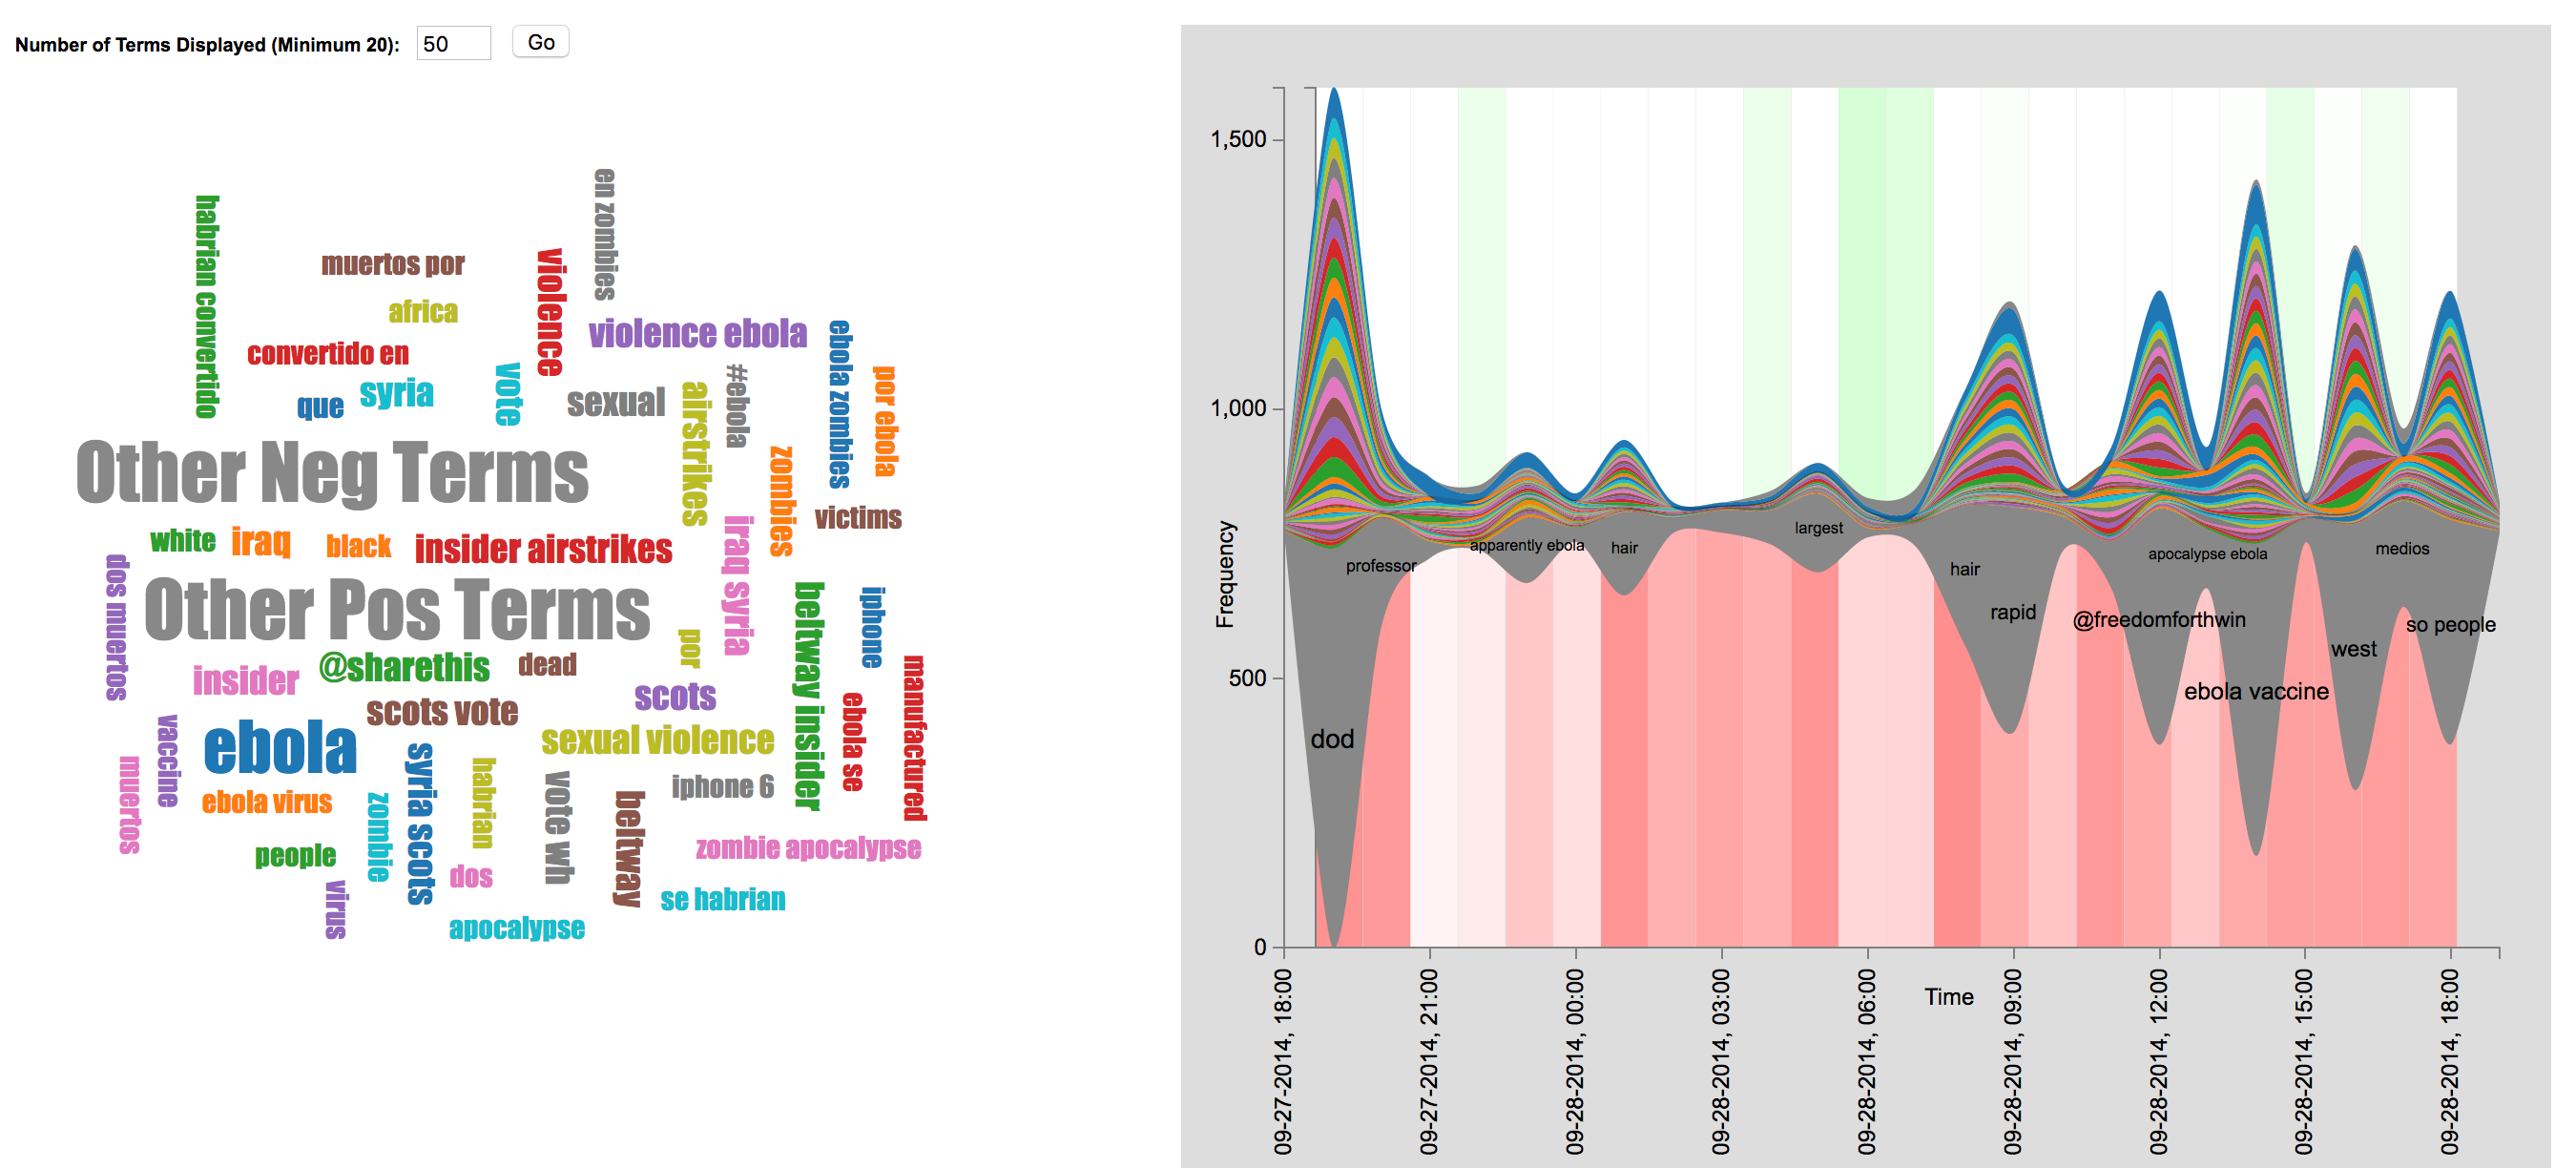 Number of Terms Displayed (Minimum 20): 50 Go
en zombies
habrian convertido
muertos por
violence
africa
violence ebola
ebola zombies
convertido en
vote
#ebola
por ebola
syria
que
sexual
airstrikes
Other Neg Terms
zombies
victims
white
iraq
black
insider airstrikes
iraq syria
dos muertos
Other Pos Terms
beltway insider
iphone
por
@sharethis
dead
manufactured
insider
scots
ebola se
scots vote
vaccine
ebola
sexual violence
muertos
syria scots
habrian
vote wh
iphone 6
ebola virus
zombie
beltway
people
zombie apocalypse
dos
virus
se habrian
apocalypse
1,500
1,000
500
0
Frequency
largest
apparently ebola
hair
professor
medios
apocalypse ebola
hair
rapid
@freedomforthwin
so people
west
ebola vaccine
dod
Time
09-27-2014, 18:00
09-27-2014, 21:00
09-28-2014, 00:00
09-28-2014, 03:00
09-28-2014, 06:00
09-28-2014, 09:00
09-28-2014, 12:00
09-28-2014, 15:00
09-28-2014, 18:00